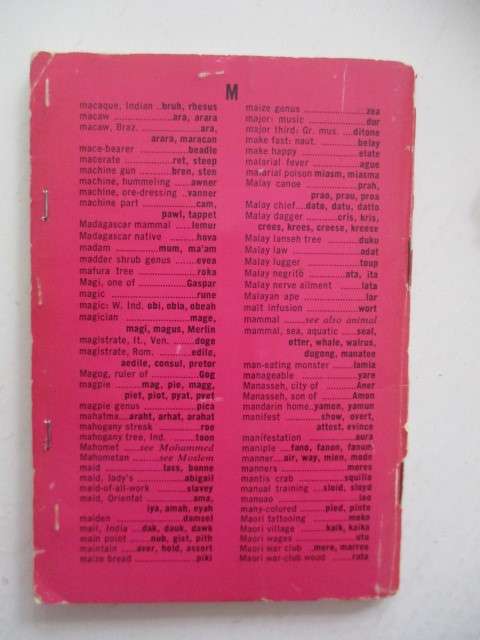 M
macaque, Indian ..bruh, rhesus
macaw ..................ara, arara
macaw, Braz. ................ara,
arara, maracan
mace-bearer ..............beadle
macerate ..............ret, steep
machine gun ..........bren, sten
machine, hummeling ....awner
machine, ore-dressing ..vanner
machine part ................cam,
pawl, tappet
Madagascar mammal .....lemur
Madagascar native .........hova
madam ..............mum, ma'am
madder shrub genus ......evea
mafura tree ..................roka
Magi, one of ..............Gaspar
magic .........................rune
magic: W. Ind. obi, obia, obeah
magician ....................mage,
magi, magus, Merlin
magistrate, It., Ven. .......doge
magistrate, Rom. .........edile,
aedile, consul, pretor
Magog, ruler of ..............Gog
magpie .........mag, pie, magg,
piet, piot, pyat, pyet
magpie genus ................pica
mahatma....araht, arhat, arahat
mahogany streak ............roe
mahogany tree, Ind. .......toon
Mahomet ....see Mohammed
Mahometan .......see Moslem
maid .....................lass, bonne
maid, lady's ................abigail
maid-of-all-work ..........slavey
maid, Oriental ...............ama,
iya, amah, eyah
maiden ....................damsel
mail, India ....dak, dauk, dawk
main point .......nub, gist, pith
maintain .....aver, hold, assert
maize bread ..................piki
maize genus ..................zea
major: music .................dur
major third: Gr. mus. ....ditone
make fast: naut. ...........belay
make happy .................elate
malarial fever ................ague
malarial poison miasm, miasma
Malay canoe ...............prah,
prao, prau, proa
Malay chief....data, datu, datto
Malay dagger ........cris, kris,
crees, krees, creese, kreese
Malay lanseh tree ..........duku
Malay law ....................adat
Malay lugger .................toup
Malay negrito ............ata, ita
Malay nerve ailment ........lata
Malayan ape ...................lor
malt infusion ................wort
mammal .......see also animal
mammal, sea, aquatic .....seal,
otter, whale, walrus,
dugong, manatee
man-eating monster .......lamia
manageable .................yare
Manasseh, city of ..........Aner
Manasseh, son of ..........Amon
mandarin home..yamen, yamun
manifest ............show, overt,
attest, evince
manifestation ................aura
maniple .....fano, fanon, fanum
manner......air, way, mien, mode
manners .....................mores
mantis crab ................squilla
manual training ...sloid, sloyd
manuao ........................lao
many-colored ........pied, pinto
Maori tattooing .............moko
Maori village .........kaik, kaika
Maori wages ...................utu
Maori war club ...mere, marree
Maori war-club wood .......rata